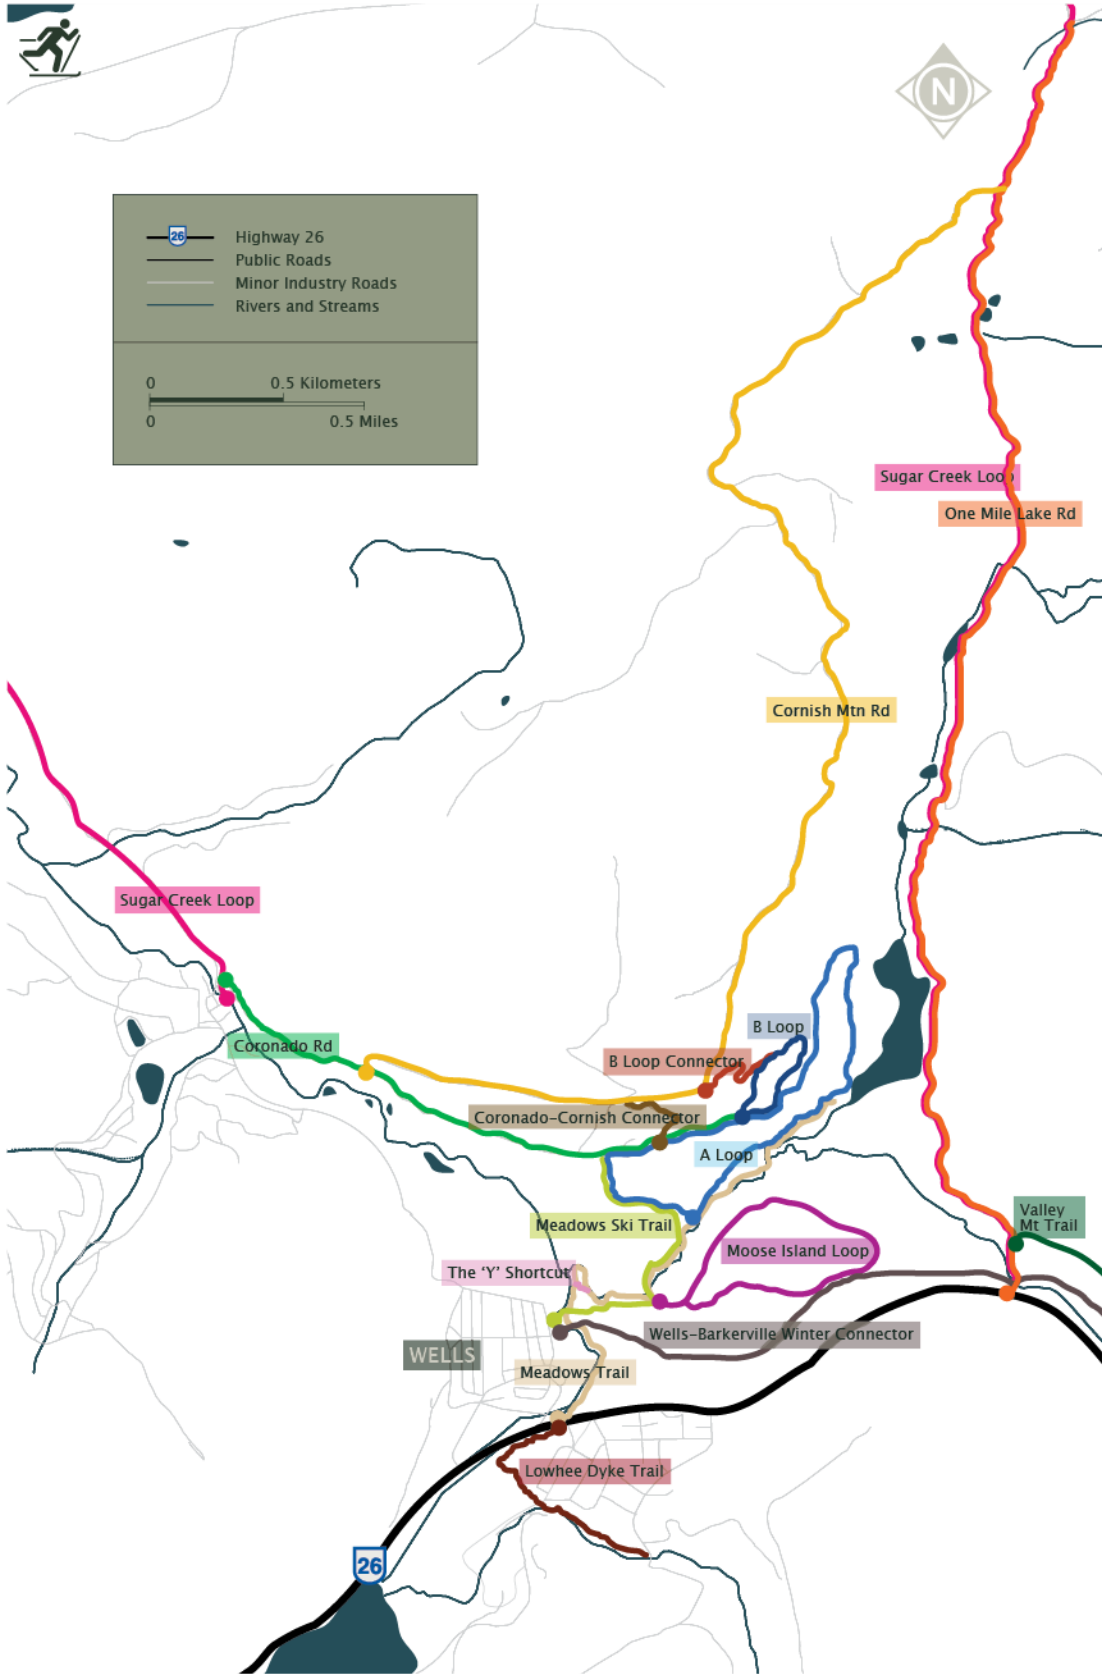 N
26
Highway 26
Public Roads
Minor Industry Roads
Rivers and Streams
0
0.5 Kilometers
0
0.5 Miles
Sugar Creek Loop
One Mile Lake Rd
Cornish Mtn Rd
Sugar Creek Loop
B Loop
Coronado Rd
B Loop Connector
Coronado-Cornish Connector
A Loop
Valley
Mt Trail
Meadows Ski Trail
Moose Island Loop
The ‘Y’ Shortcut
Wells-Barkerville Winter Connector
WELLS
Meadows Trail
Lowhee Dyke Trail
26